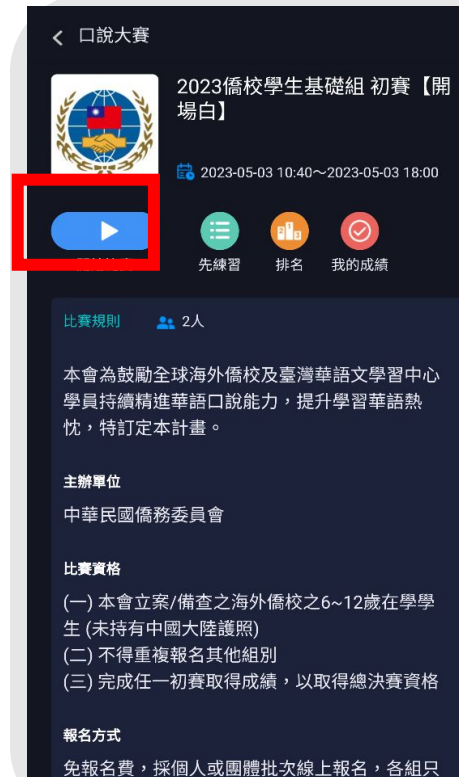 口說大賽
2023僑校學生基礎組 初賽【開
場白】
2023-05-03 10:40～2023-05-03 18:00
先練習
排名
我的成績
比賽規則
2人
本會為鼓勵全球海外僑校及臺灣華語文學習中心
學員持續精進華語口說能力，提升學習華語熱
忱，特訂定本計畫。
主辦單位
中華民國僑務委員會
比賽資格
(一) 本會立案/備查之海外僑校之6~12歲在學學
生 (未持有中國大陸護照)
(二) 不得重複報名其他組別
(三) 完成任一初賽取得成績，以取得總決賽資格
報名方式
免報名費，採個人或團體批次線上報名，各組只